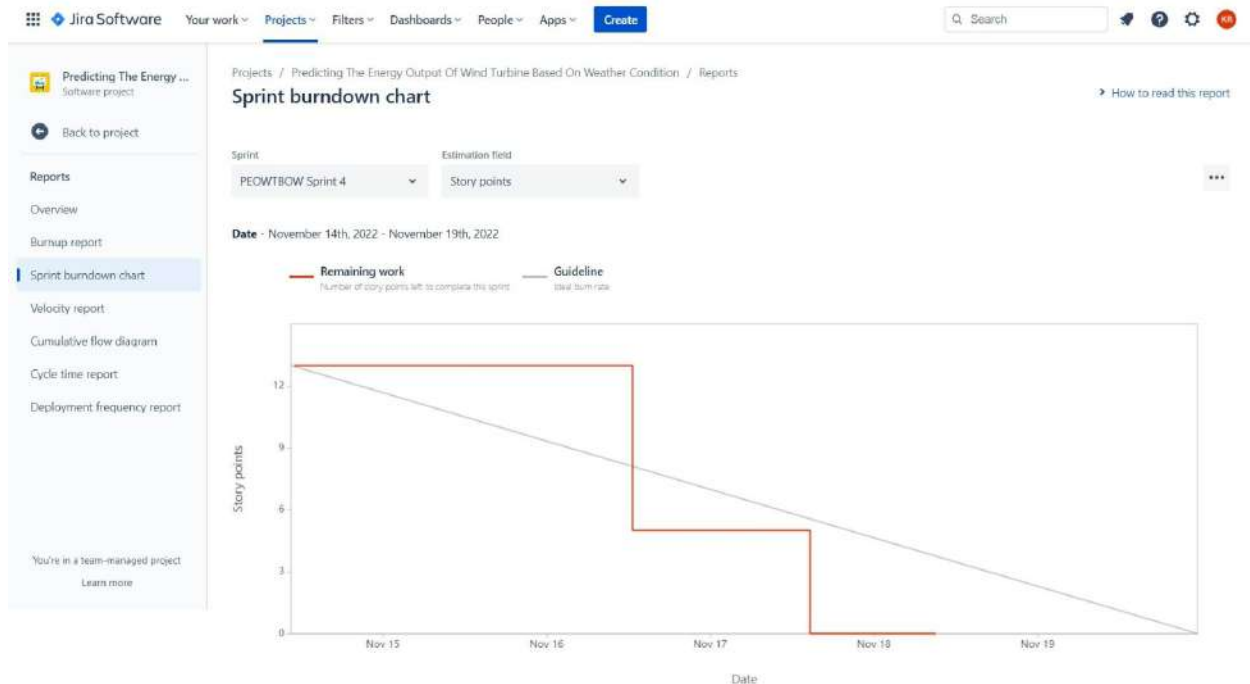 Jira Software Your work Projects Filters Dashboards People Apps Create Search KR
Predicting The Energy ...
Software project
Back to project
Reports
Overview
Burnup report
Sprint burndown chart
Velocity report
Cumulative flow diagram
Cycle time report
Deployment frequency report
You're in a team-managed project
Learn more
Projects / Predicting The Energy Output Of Wind Turbine Based On Weather Condition / Reports
Sprint burndown chart
How to read this report
Sprint Estimation field
PEOWTBOW Sprint 4 Story points
Date - November 14th, 2022 - November 19th, 2022
Remaining work Guideline
Number of story points left to complete this sprint Ideal burn rate
Story points
12
9
6
3
0
Nov 15 Nov 16 Nov 17 Nov 18 Nov 19
Date